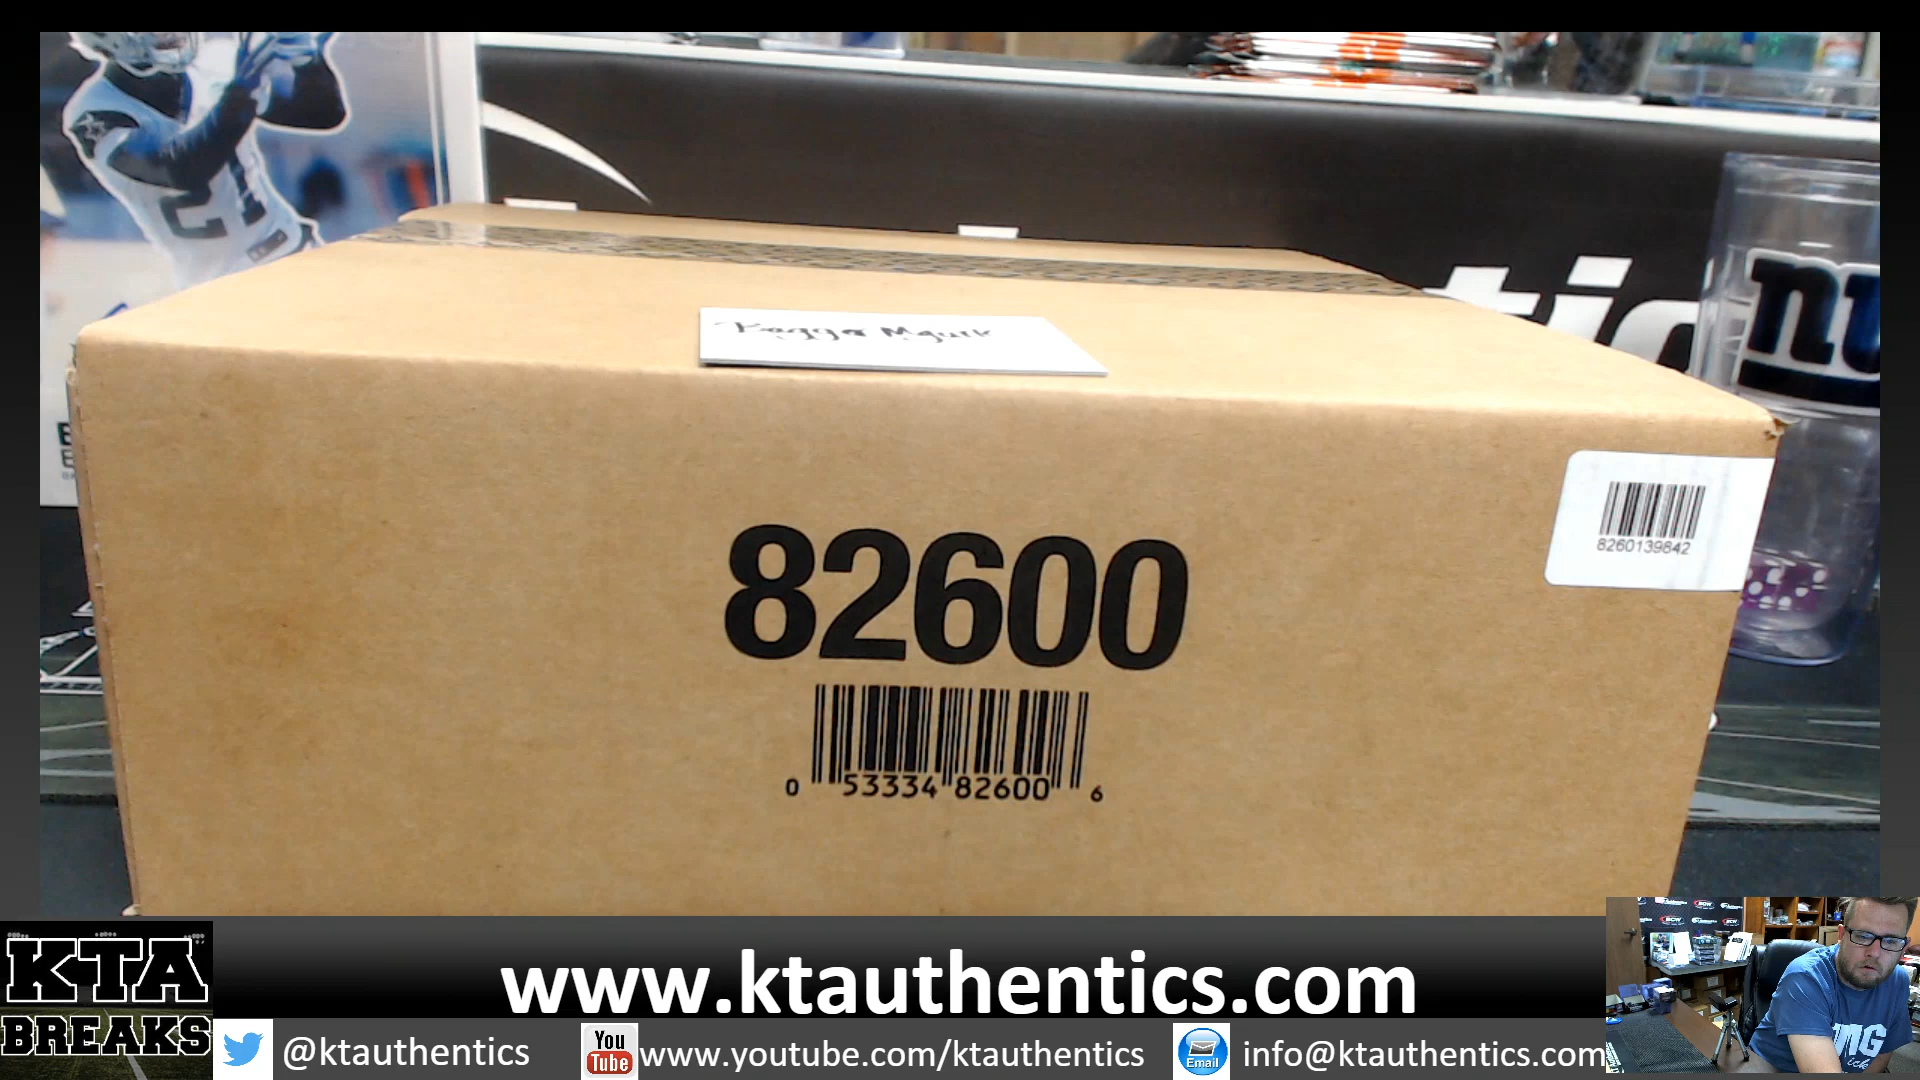 82600
0 53334 82600 6
8260139842
tic
KTA
BREAKS
www.ktauthentics.com
@ktauthentics
You
Tube
www.youtube.com/ktauthentics
Email
info@ktauthentics.com